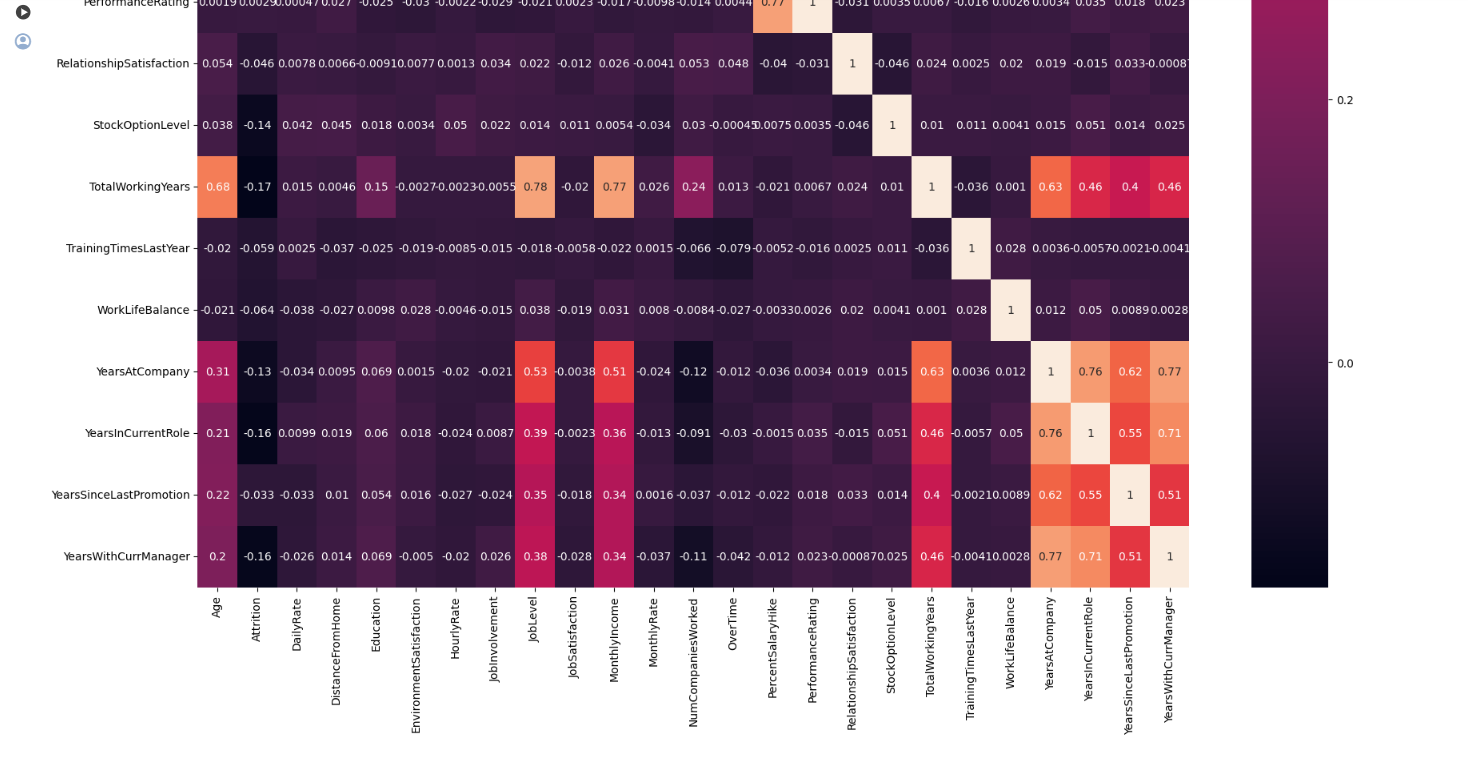 PerformanceRating 0.0019 0.0029 0.00047 0.027 -0.025 -0.03 -0.0022 -0.029 -0.021 0.0023 -0.017 -0.0098 -0.014 0.0044 0.77 1 -0.031 0.0035 0.0067 -0.016 0.0026 0.0034 0.035 0.018 0.023
RelationshipSatisfaction 0.054 -0.046 0.0078 0.0066 -0.0091 0.0077 0.0013 0.034 0.022 -0.012 0.026 -0.0041 0.053 0.048 -0.04 -0.031 1 -0.046 0.024 0.0025 0.02 0.019 -0.015 0.033 -0.00087
0.2
StockOptionLevel 0.038 -0.14 0.042 0.045 0.018 0.0034 0.05 0.022 0.014 0.011 0.0054 -0.034 0.03 -0.00045 0.0075 0.0035 -0.046 1 0.01 0.011 0.0041 0.015 0.051 0.014 0.025
TotalWorkingYears 0.68 -0.17 0.015 0.0046 0.15 -0.0027 -0.0023 -0.0055 0.78 -0.02 0.77 0.026 0.24 0.013 -0.021 0.0067 0.024 0.01 1 -0.036 0.001 0.63 0.46 0.4 0.46
TrainingTimesLastYear -0.02 -0.059 0.0025 -0.037 -0.025 -0.019 -0.0085 -0.015 -0.018 -0.0058 -0.022 0.0015 -0.066 -0.079 -0.0052 -0.016 0.0025 0.011 -0.036 1 0.028 0.0036 -0.0057 -0.0021 -0.0041
WorkLifeBalance -0.021 -0.064 -0.038 -0.027 0.0098 0.028 -0.0046 -0.015 0.038 -0.019 0.031 0.008 -0.0084 -0.027 -0.0033 0.0026 0.02 0.0041 0.001 0.028 1 0.012 0.05 0.0089 0.0028
0.0
YearsAtCompany 0.31 -0.13 -0.034 0.0095 0.069 0.0015 -0.02 -0.021 0.53 -0.0038 0.51 -0.024 -0.12 -0.012 -0.036 0.0034 0.019 0.015 0.63 0.0036 0.012 1 0.76 0.62 0.77
YearsInCurrentRole 0.21 -0.16 0.0099 0.019 0.06 0.018 -0.024 0.0087 0.39 -0.0023 0.36 -0.013 -0.091 -0.03 -0.0015 0.035 -0.015 0.051 0.46 -0.0057 0.05 0.76 1 0.55 0.71
YearsSinceLastPromotion 0.22 -0.033 -0.033 0.01 0.054 0.016 -0.027 -0.024 0.35 -0.018 0.34 0.0016 -0.037 -0.012 -0.022 0.018 0.033 0.014 0.4 -0.0021 0.0089 0.62 0.55 1 0.51
YearsWithCurrManager 0.2 -0.16 -0.026 0.014 0.069 -0.005 -0.02 0.026 0.38 -0.028 0.34 -0.037 -0.11 -0.042 -0.012 0.023 -0.00087 0.025 0.46 -0.0041 0.0028 0.77 0.71 0.51 1
Age
Attrition
DailyRate
DistanceFromHome
Education
EnvironmentSatisfaction
HourlyRate
JobInvolvement
JobLevel
JobSatisfaction
MonthlyIncome
MonthlyRate
NumCompaniesWorked
OverTime
PercentSalaryHike
PerformanceRating
RelationshipSatisfaction
StockOptionLevel
TotalWorkingYears
TrainingTimesLastYear
WorkLifeBalance
YearsAtCompany
YearsInCurrentRole
YearsSinceLastPromotion
YearsWithCurrManager